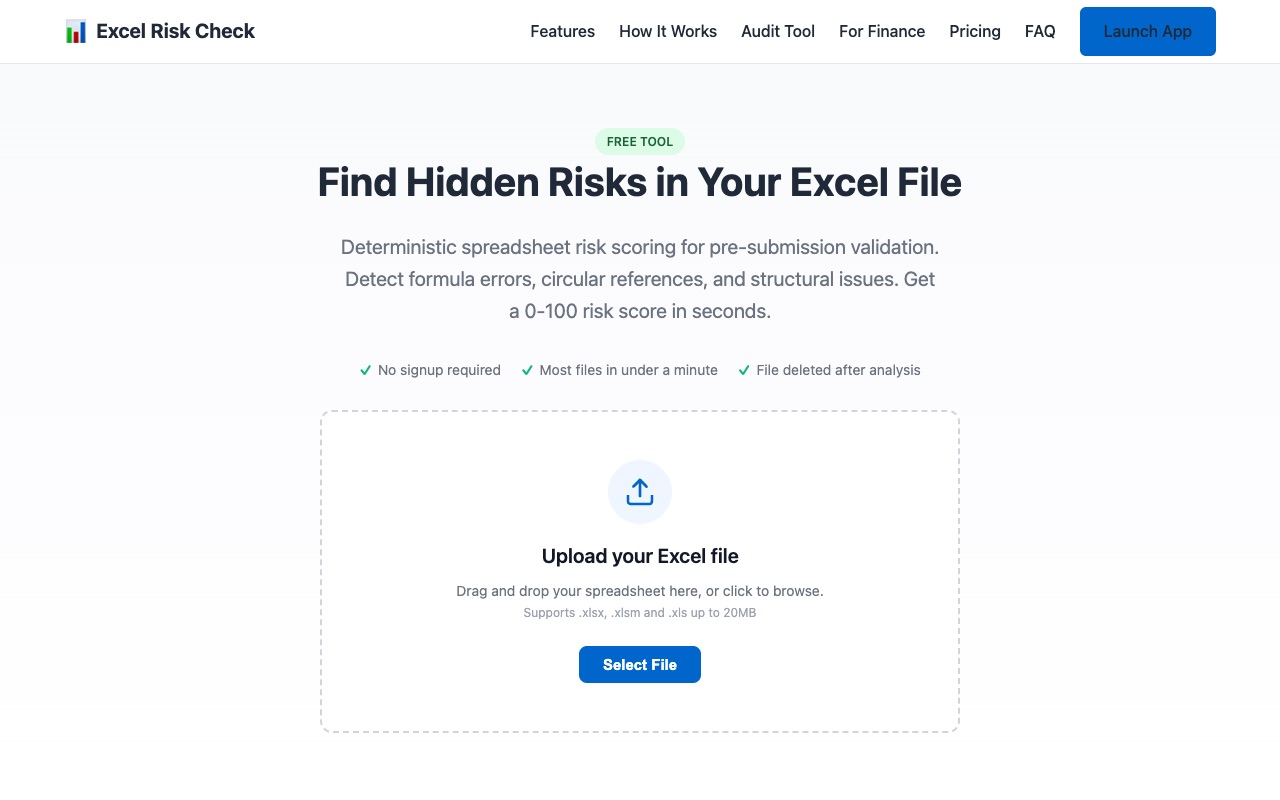 Excel Risk Check
Features
How It Works
Audit Tool
For Finance
Pricing
FAQ
Launch App
FREE TOOL
Find Hidden Risks in Your Excel File
Deterministic spreadsheet risk scoring for pre-submission validation.
Detect formula errors, circular references, and structural issues. Get
a 0-100 risk score in seconds.
No signup required
Most files in under a minute
File deleted after analysis
Upload your Excel file
Drag and drop your spreadsheet here, or click to browse.
Supports .xlsx, .xlsm and .xls up to 20MB
Select File